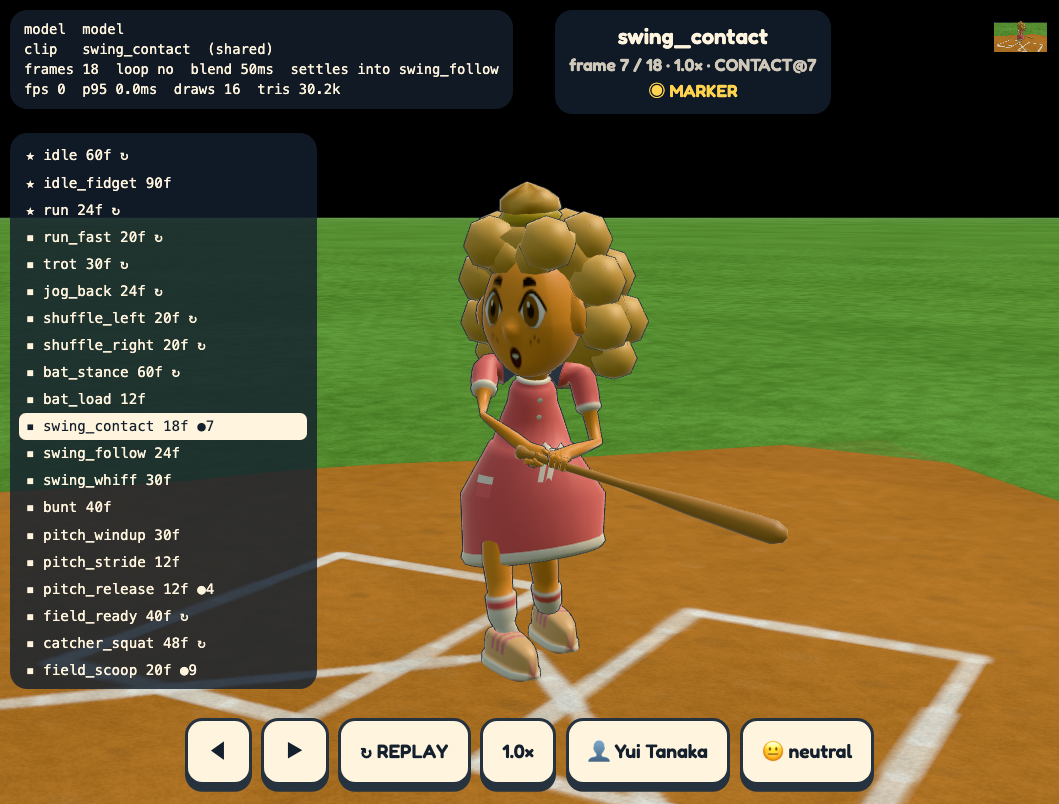 model  model
clip  swing_contact  (shared)
frames 18  loop no  blend 50ms  settles into swing_follow
fps 0  p95 0.0ms  draws 16  tris 30.2k
swing_contact
frame 7 / 18 · 1.0× · CONTACT@7
◉ MARKER
★ idle 60f ↻
★ idle_fidget 90f
★ run 24f ↻
▪ run_fast 20f ↻
▪ trot 30f ↻
▪ jog_back 24f ↻
▪ shuffle_left 20f ↻
▪ shuffle_right 20f ↻
▪ bat_stance 60f ↻
▪ bat_load 12f
▪ swing_contact 18f ●7
▪ swing_follow 24f
▪ swing_whiff 30f
▪ bunt 40f
▪ pitch_windup 30f
▪ pitch_stride 12f
▪ pitch_release 12f ●4
▪ field_ready 40f ↻
▪ catcher_squat 48f ↻
▪ field_scoop 20f ●9
◀ ▶ ↻ REPLAY 1.0× 👤 Yui Tanaka 😐 neutral